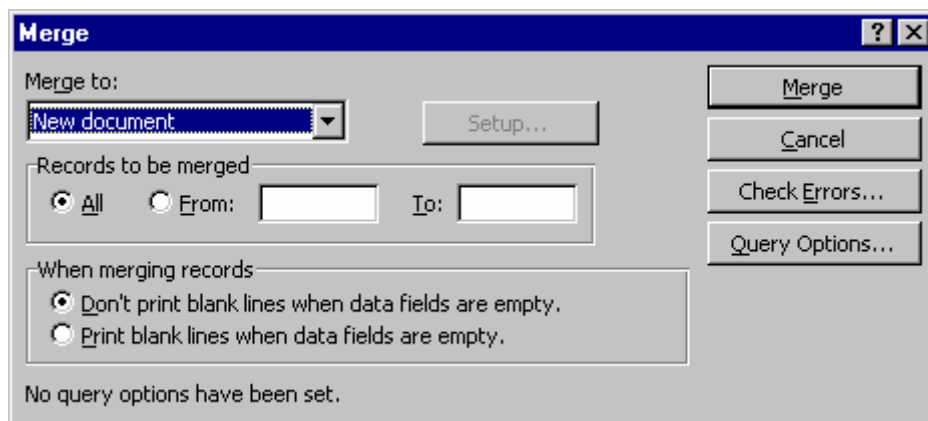 Merge
Merge to:
New document
Setup...
Records to be merged
All From: To:
When merging records
Don't print blank lines when data fields are empty.
Print blank lines when data fields are empty.
No query options have been set.
Merge
Cancel
Check Errors...
Query Options...